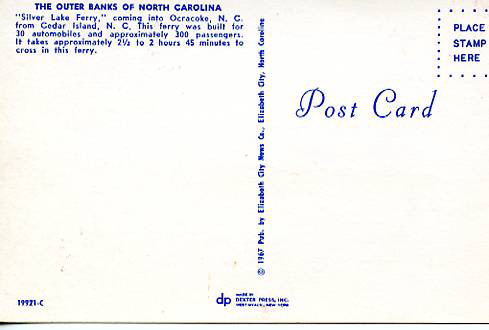 THE OUTER BANKS OF NORTH CAROLINA
"Silver Lake Ferry," coming into Ocracoke, N. C.
from Cedar Island, N. C. This ferry was built for
30 automobiles and approximately 300 passengers.
It takes approximately 2½ to 2 hours 45 minutes to
cross in this ferry.
PLACE
STAMP
HERE
Post Card
© 1967 Pub. by Elizabeth City News Co., Elizabeth City, North Carolina
19921-C
dp
MADE BY
DEXTER PRESS, INC.
WEST NYACK, NEW YORK